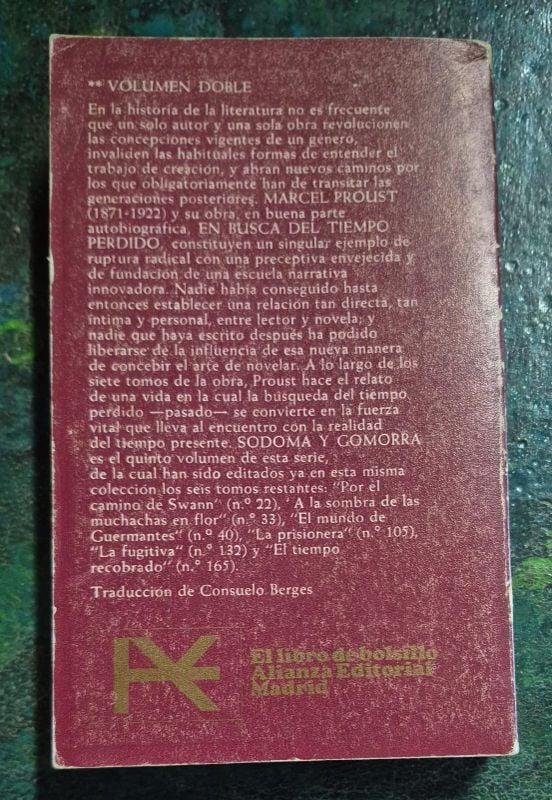 ** VOLUMEN DOBLE
En la historia de la literatura no es frecuente
que un solo autor y una sola obra revolucionen
las concepciones vigentes de un género,
invaliden las habituales formas de entender el
trabajo de creación, y abran nuevos caminos por
los que obligatoriamente han de transitar las
generaciones posteriores. MARCEL PROUST
(1871-1922) y su obra, en buena parte
autobiográfica, EN BUSCA DEL TIEMPO
PERDIDO, constituyen un singular ejemplo de
ruptura radical con una preceptiva envejecida y
de fundación de una escuela narrativa
innovadora. Nadie había conseguido hasta
entonces establecer una relación tan directa, tan
íntima y personal, entre lector y novela; y
nadie que haya escrito después ha podido
liberarse de la influencia de esa nueva manera
de concebir el arte de novelar. A lo largo de los
siete tomos de la obra, Proust hace el relato
de una vida en la cual la búsqueda del tiempo
perdido —pasado— se convierte en la fuerza
vital que lleva al encuentro con la realidad
del tiempo presente. SODOMA Y GOMORRA
es el quinto volumen de esta serie,
de la cual han sido editados ya en esta misma
colección los seis tomos restantes: "Por el
camino de Swann" (n.º 22), "A la sombra de las
muchachas en flor" (n.º 33), "El mundo de
Guermantes" (n.º 40), "La prisionera" (n.º 105),
"La fugitiva" (n.º 132) y "El tiempo
recobrado" (n.º 165).
Traducción de Consuelo Berges
El libro de bolsillo
Alianza Editorial
Madrid